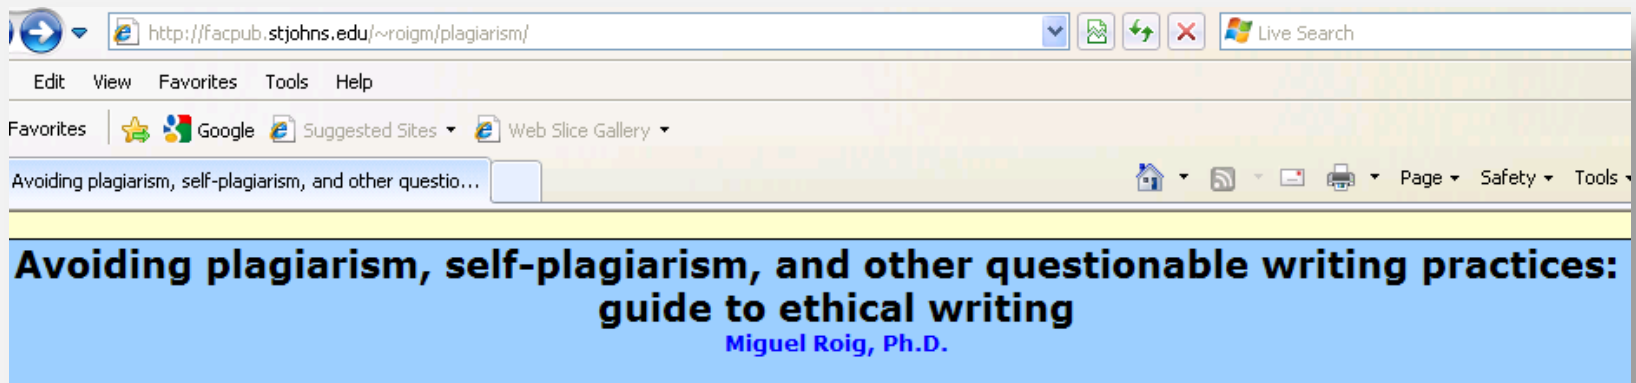 http://facpub.stjohns.edu/~roigm/plagiarism/ Live Search
Edit View Favorites Tools Help
Favorites Google Suggested Sites Web Slice Gallery
Avoiding plagiarism, self-plagiarism, and other questio... Page Safety Tools
Avoiding plagiarism, self-plagiarism, and other questionable writing practices:
guide to ethical writing
Miguel Roig, Ph.D.